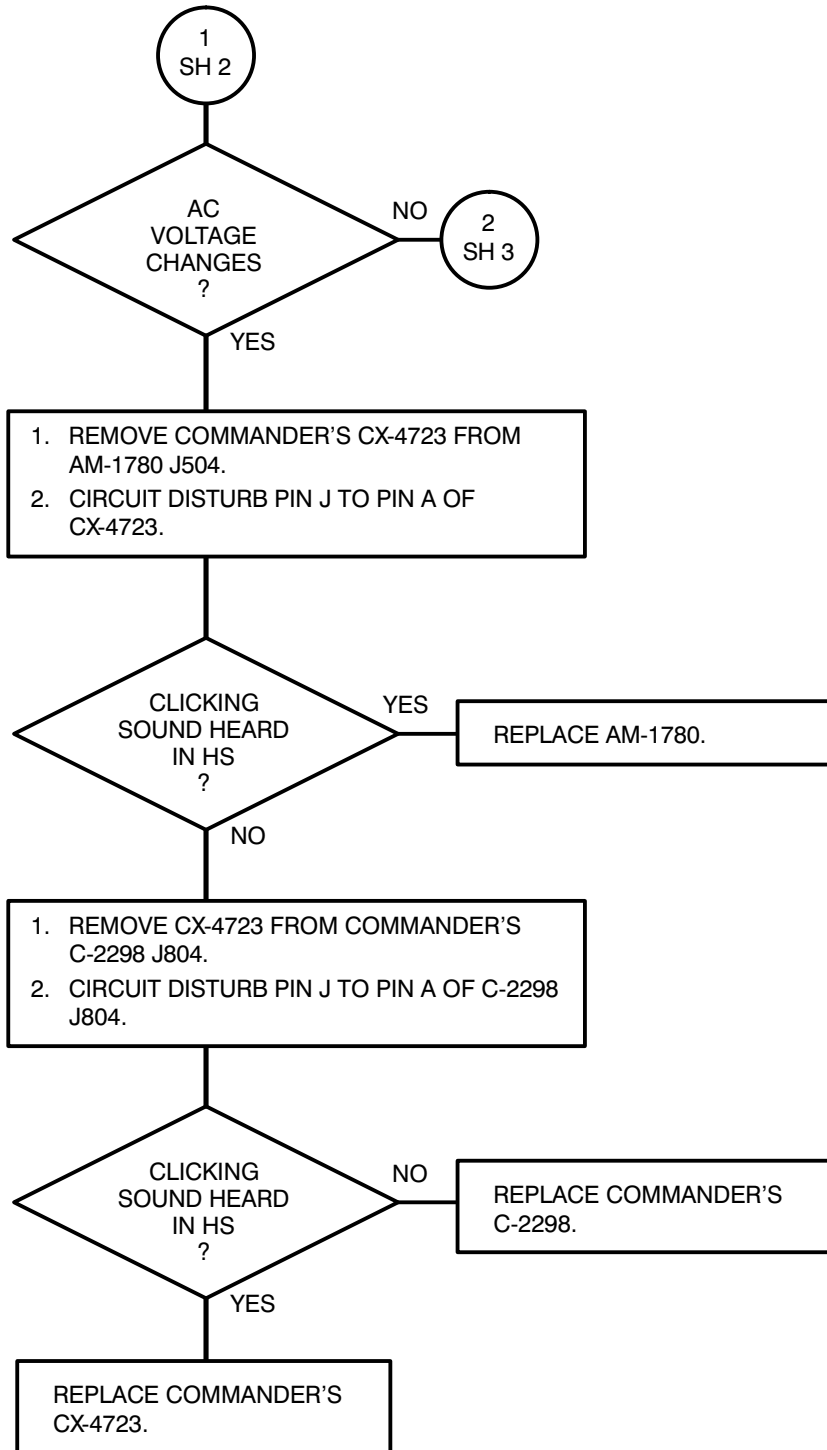 1
SH 2
AC
VOLTAGE
CHANGES
?
NO
2
SH 3
YES
1. REMOVE COMMANDER'S CX-4723 FROM
AM-1780 J504.
2. CIRCUIT DISTURB PIN J TO PIN A OF
CX-4723.
CLICKING
SOUND HEARD
IN HS
?
YES
REPLACE AM-1780.
NO
1. REMOVE CX-4723 FROM COMMANDER'S
C-2298 J804.
2. CIRCUIT DISTURB PIN J TO PIN A OF C-2298
J804.
CLICKING
SOUND HEARD
IN HS
?
NO
REPLACE COMMANDER'S
C-2298.
YES
REPLACE COMMANDER'S
CX-4723.